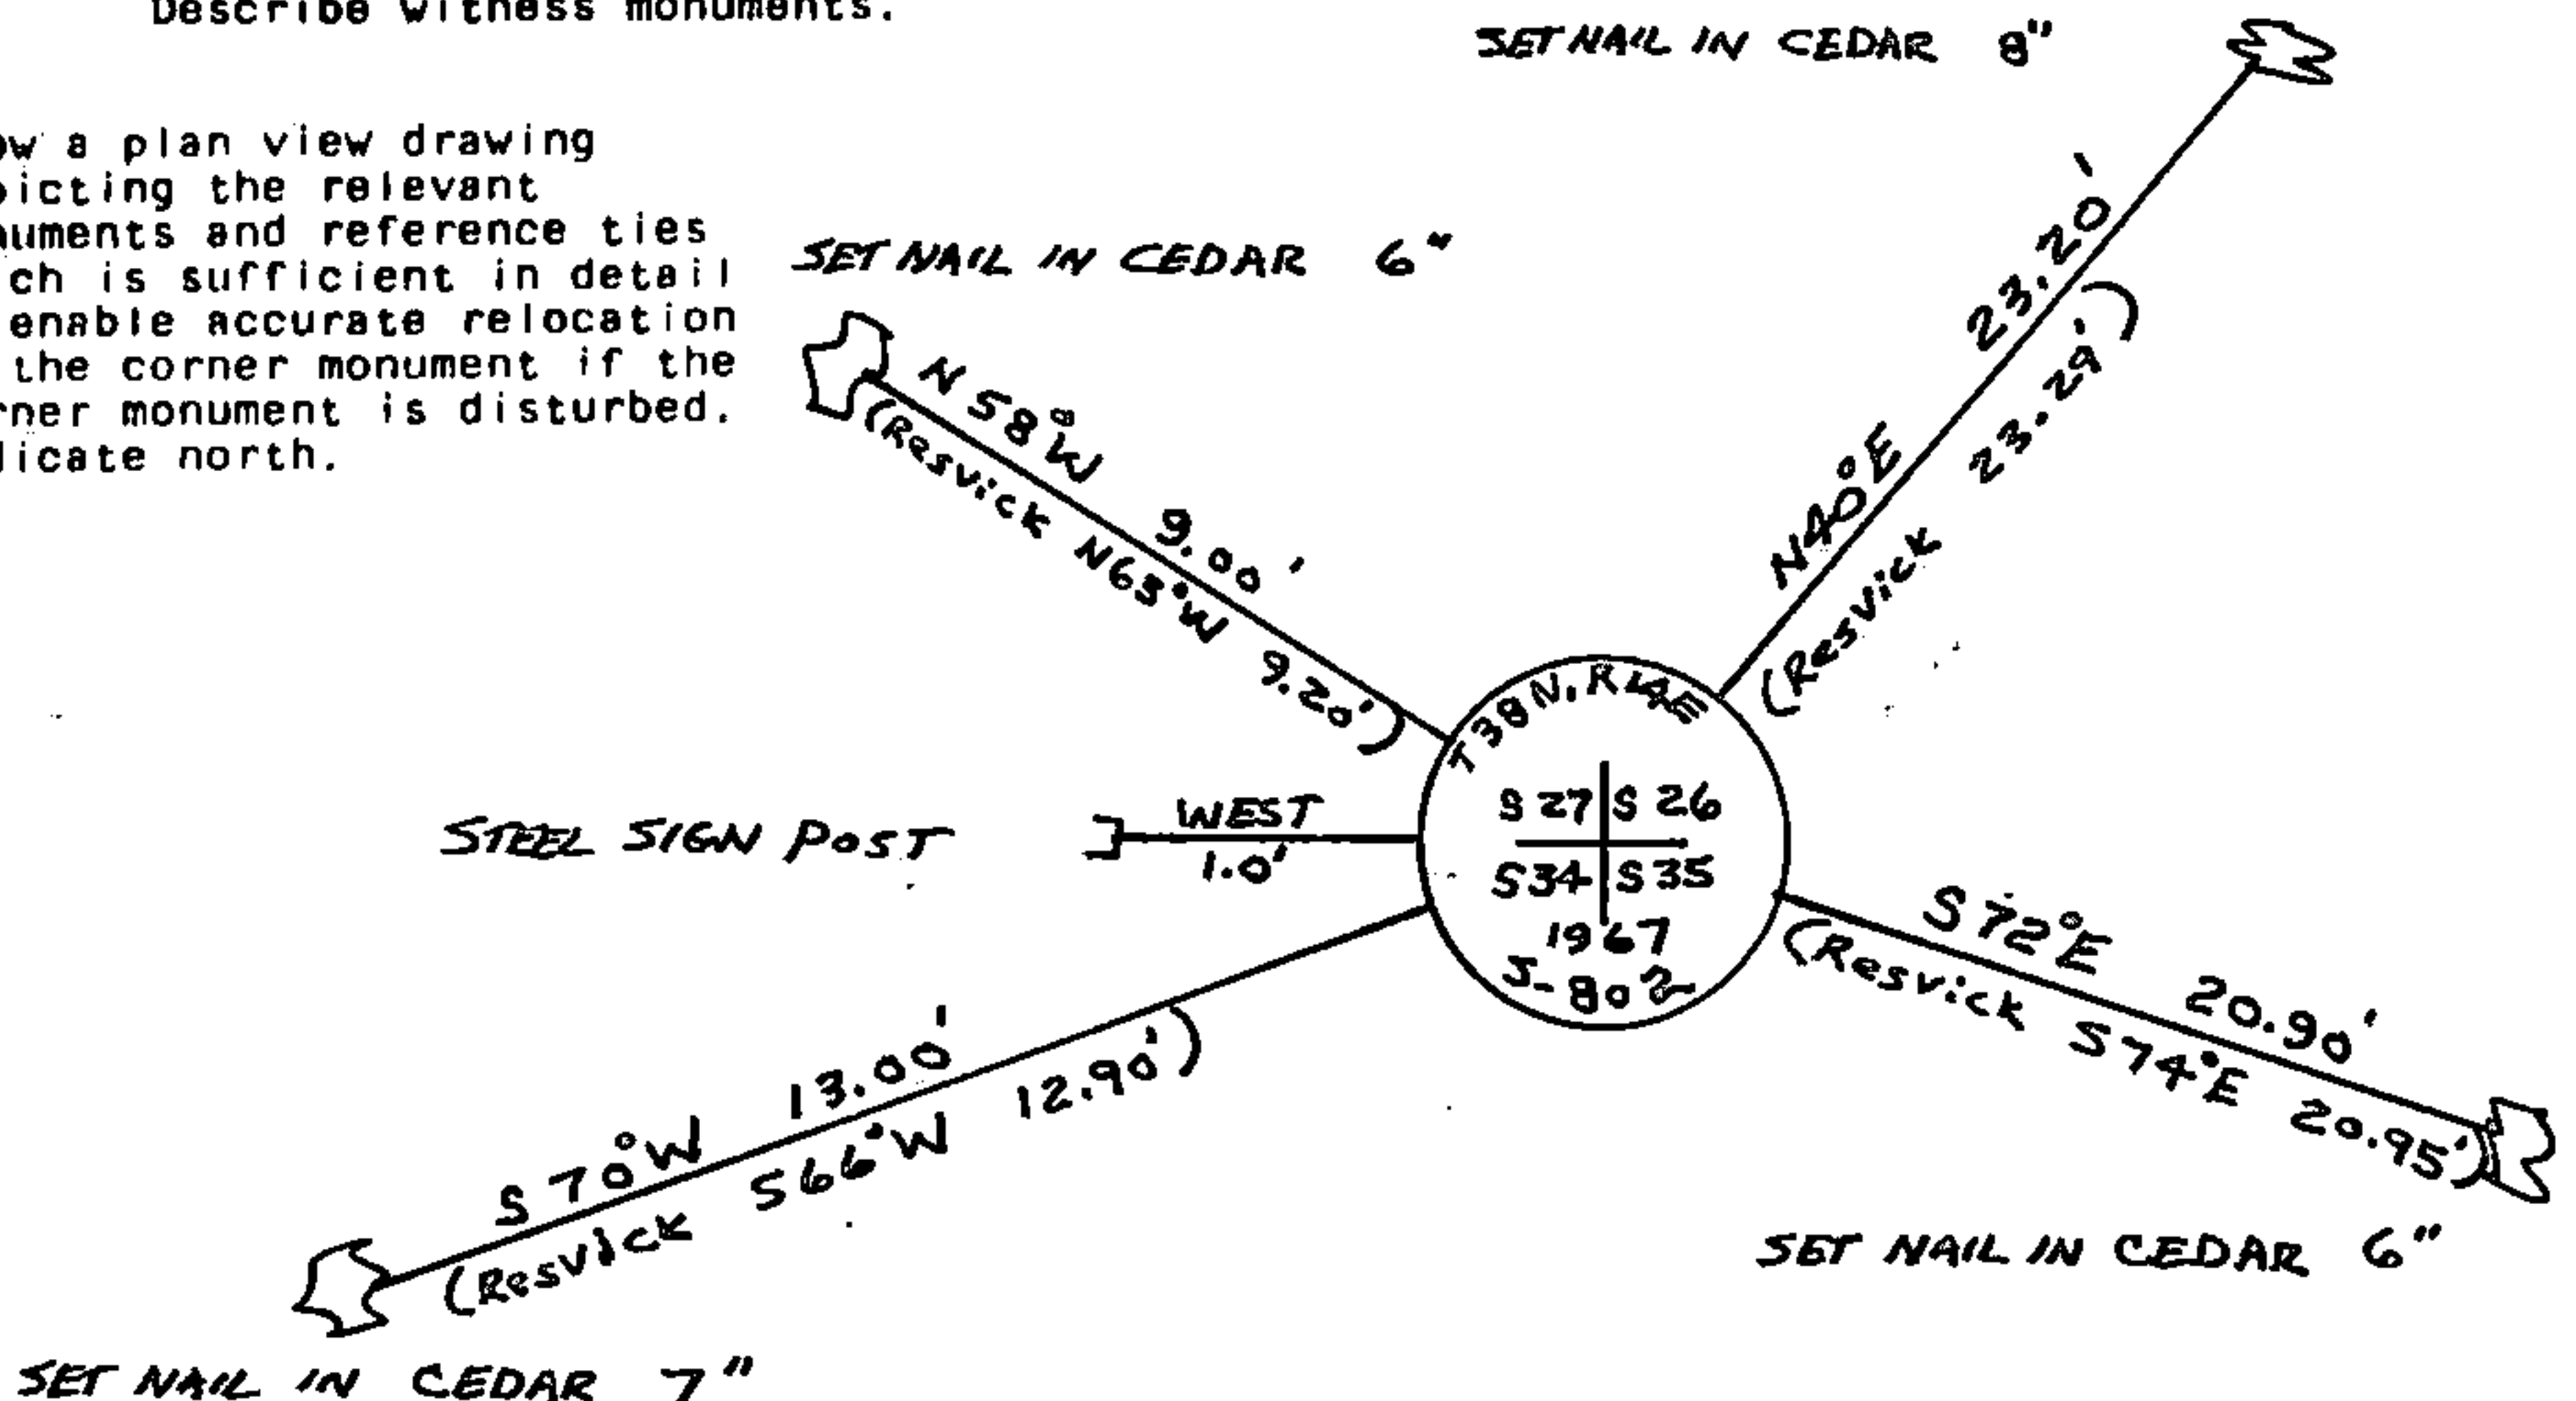 Describe witness monuments.
ow a plan view drawing
picting the relevant
numents and reference ties
ich is sufficient in detail
enable accurate relocation
the corner monument if the
rner monument is disturbed.
dicate north.
SET NAIL IN CEDAR 8"
23.20'
N40°E
(Resvick 23.29')
SET NAIL IN CEDAR 6"
N58°W 9.00'
(Resvick N63°W 9.20')
T38N, R14E
S27 S26
S34 S35
1967
S-802
STEEL SIGN POST
WEST
1.0'
S72°E 20.90'
(Resvick S74°E 20.95')
SET NAIL IN CEDAR 6"
S70°W 13.00'
(Resvick S66°W 12.90')
SET NAIL IN CEDAR 7"